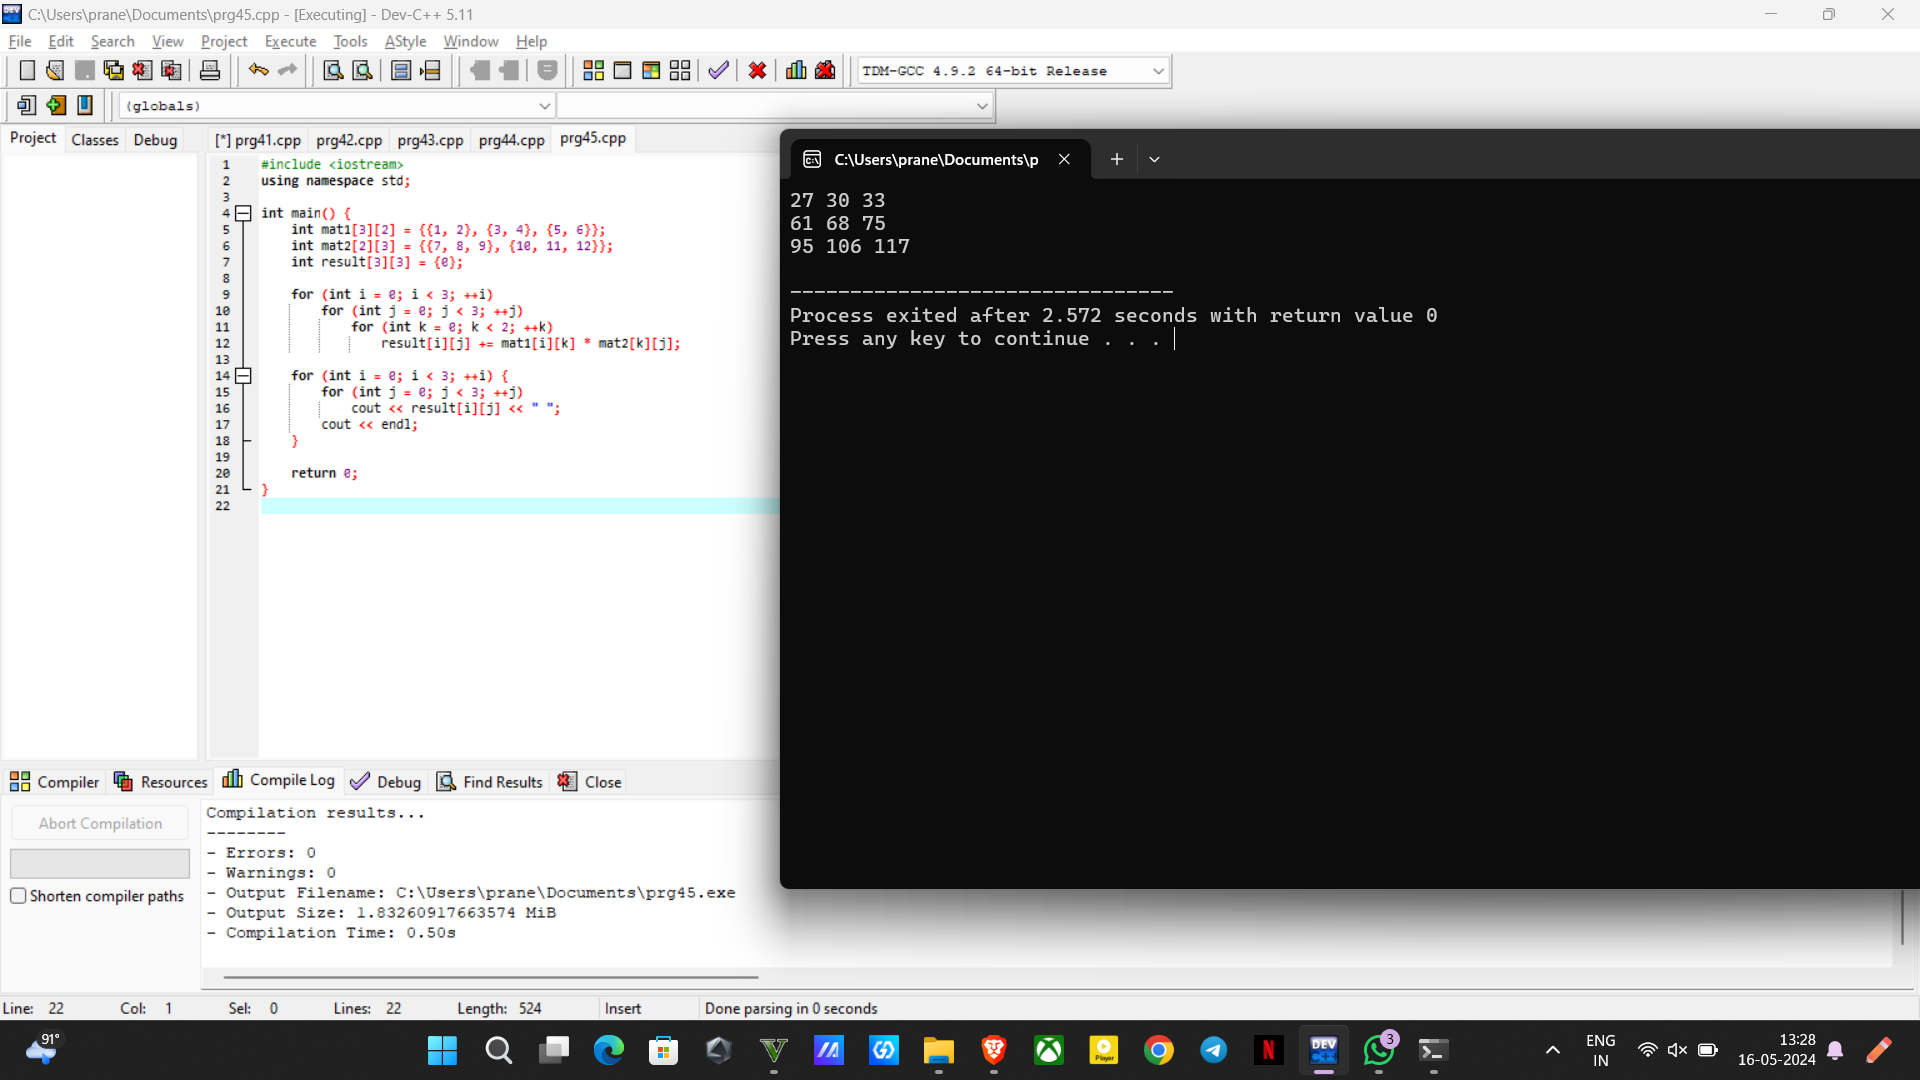 C:\Users\prane\Documents\prg45.cpp - [Executing] - Dev-C++ 5.11
File Edit Search View Project Execute Tools AStyle Window Help
TDM-GCC 4.9.2 64-bit Release
(globals)
Project Classes Debug
[*] prg41.cpp prg42.cpp prg43.cpp prg44.cpp prg45.cpp
1 #include <iostream>
2 using namespace std;
3
4 int main() {
5 int mat1[3][2] = {{1, 2}, {3, 4}, {5, 6}};
6 int mat2[2][3] = {{7, 8, 9}, {10, 11, 12}};
7 int result[3][3] = {0};
8
9 for (int i = 0; i < 3; ++i)
10 for (int j = 0; j < 3; ++j)
11 for (int k = 0; k < 2; ++k)
12 result[i][j] += mat1[i][k] * mat2[k][j];
13
14 for (int i = 0; i < 3; ++i) {
15 for (int j = 0; j < 3; ++j)
16 cout << result[i][j] << " ";
17 cout << endl;
18 }
19
20 return 0;
21 }
22
C:\Users\prane\Documents\p
27 30 33
61 68 75
95 106 117
--------------------------------
Process exited after 2.572 seconds with return value 0
Press any key to continue . . .
Compiler Resources Compile Log Debug Find Results Close
Abort Compilation
Shorten compiler paths
Compilation results...
--------
- Errors: 0
- Warnings: 0
- Output Filename: C:\Users\prane\Documents\prg45.exe
- Output Size: 1.83260917663574 MiB
- Compilation Time: 0.50s
Line: 22 Col: 1 Sel: 0 Lines: 22 Length: 524 Insert Done parsing in 0 seconds
91°
Player
N
DEV
C++
3
ENG
IN
13:28
16-05-2024